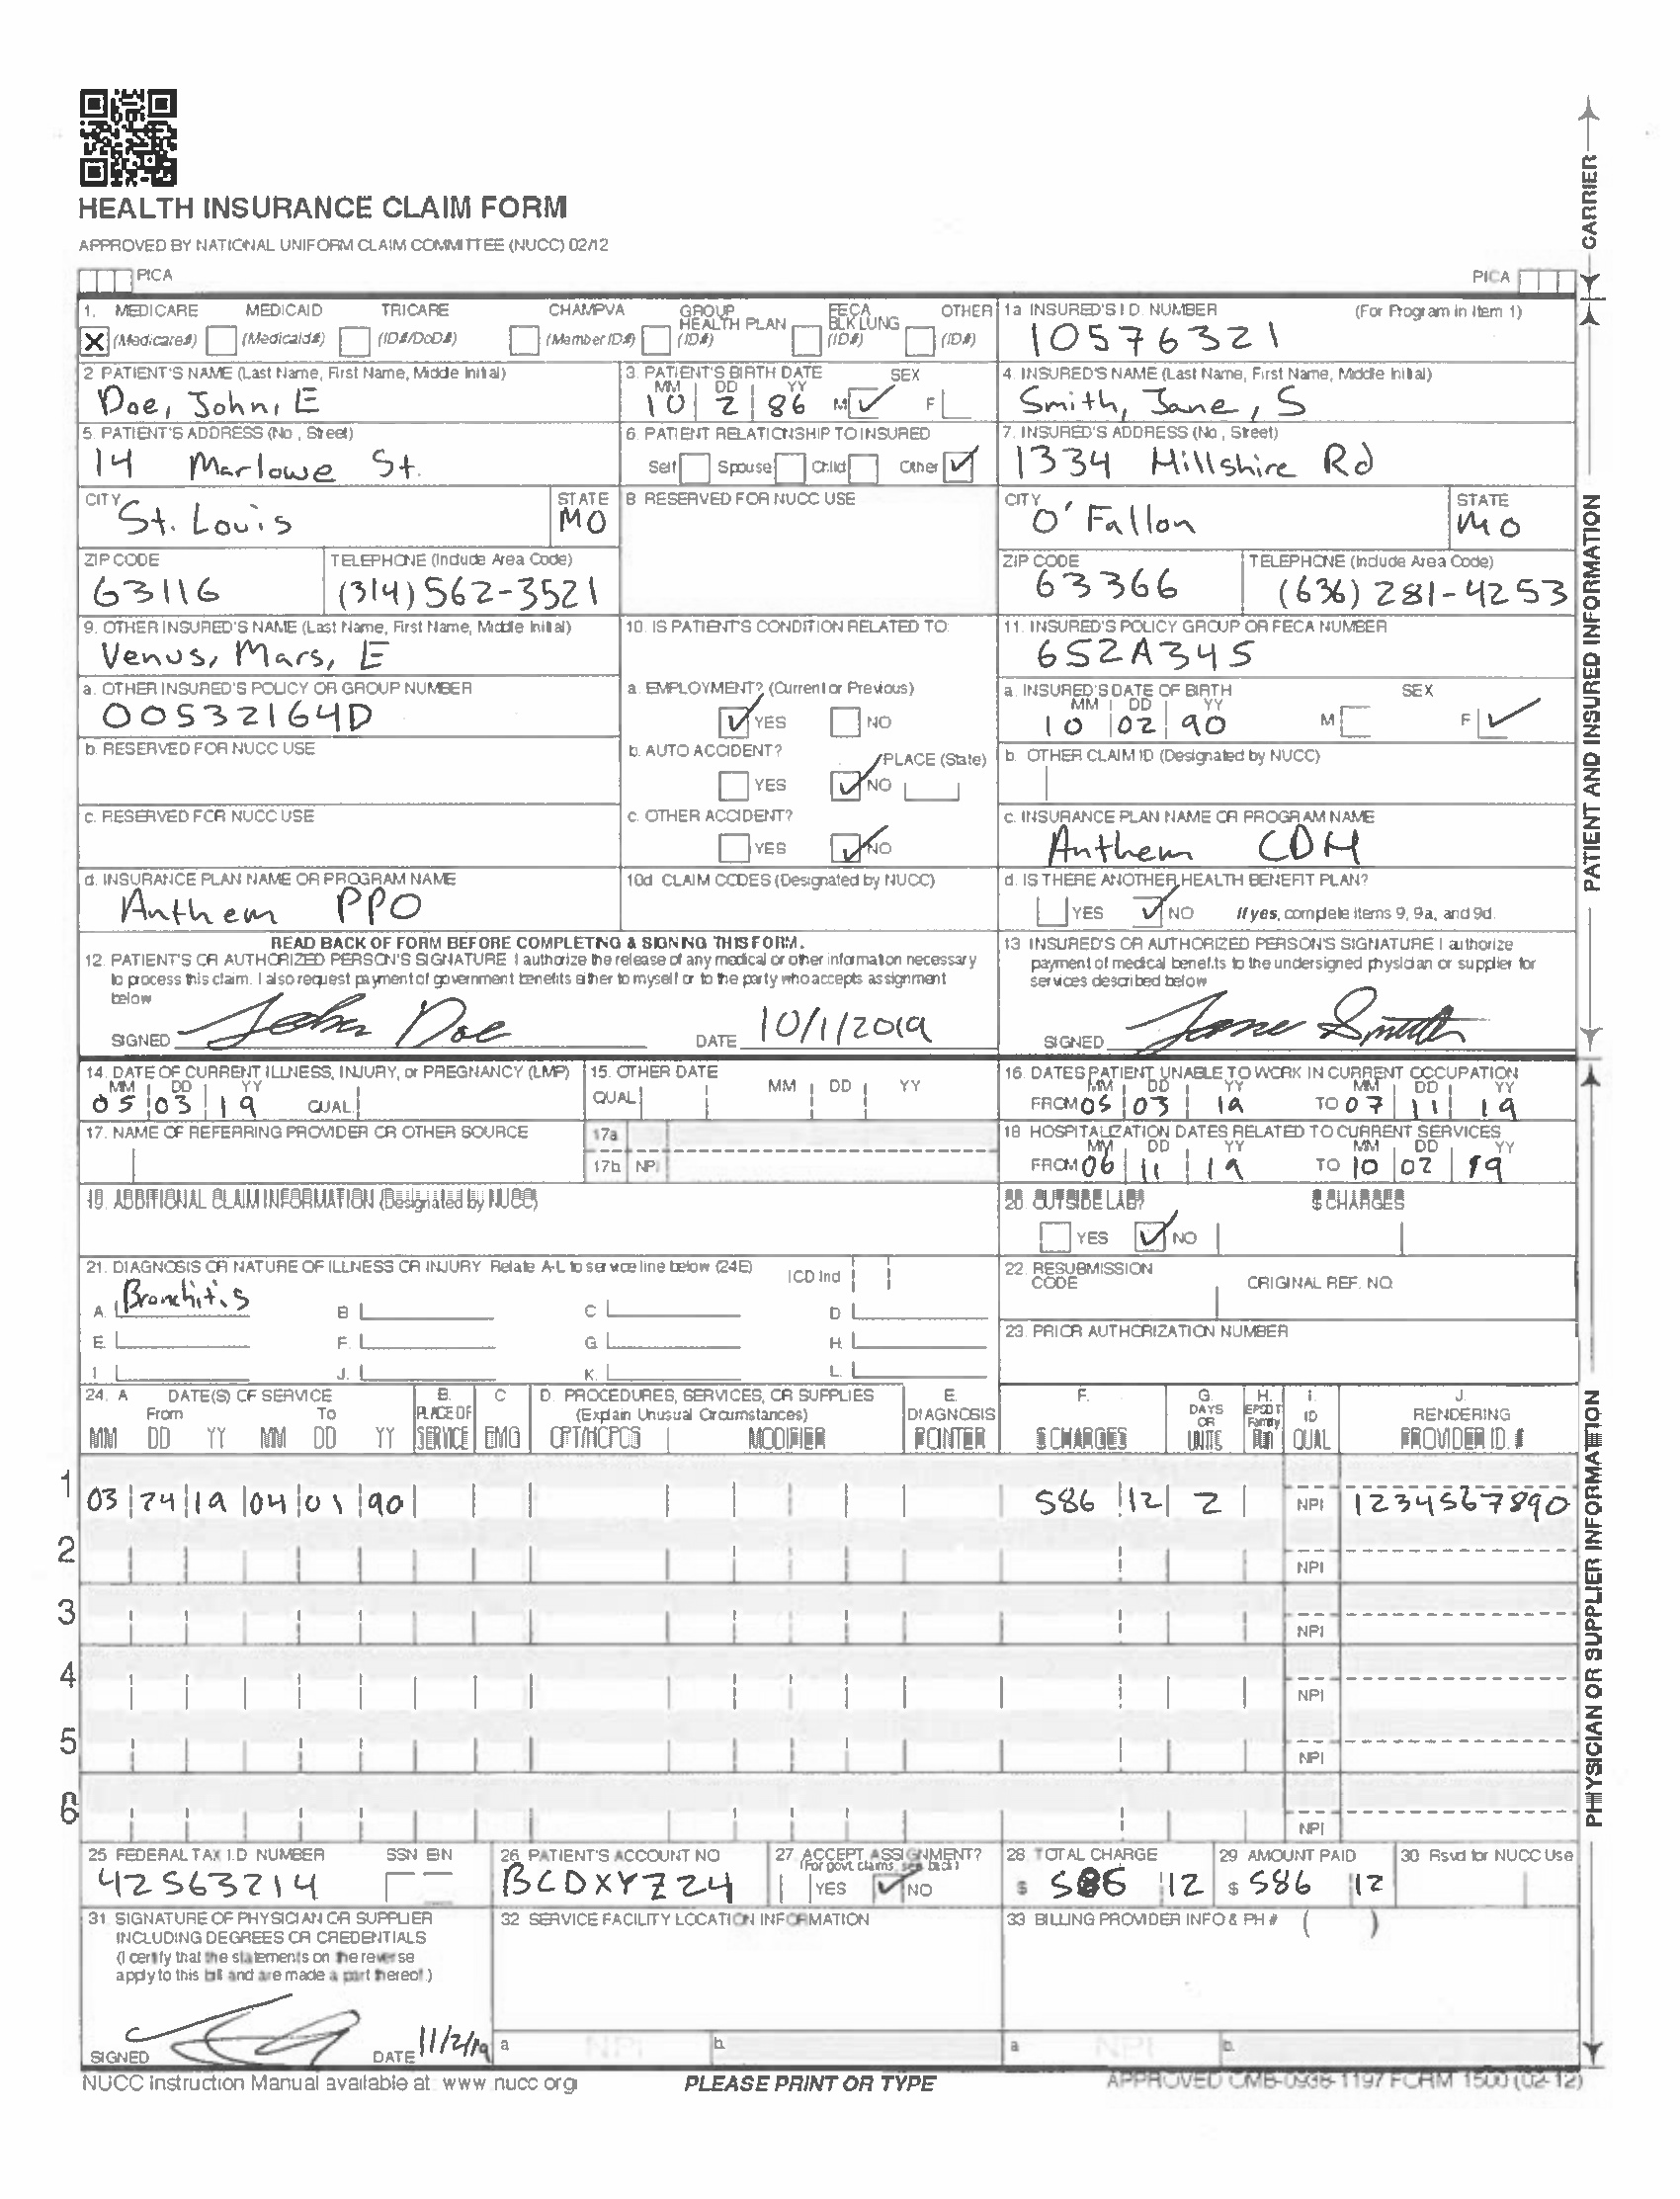 HEALTH INSURANCE CLAIM FORM
APPROVED BY NATIONAL UNIFORM CLAIM COMMITTEE (NUCC) 02/12
PICA
PICA
CARRIER
1. MEDICARE MEDICAID TRICARE CHAMPVA GROUP HEALTH PLAN FECA BLK LUNG OTHER
X (Medicare#) (Medicaid#) (ID#/DoD#) (Member ID#) (ID#) (ID#) (ID#)
1a INSURED'S I.D. NUMBER (For Program in Item 1)
10576321
2 PATIENT'S NAME (Last Name, First Name, Middle Initial)
Doe, John, E
3. PATIENT'S BIRTH DATE SEX
MM DD YY
10 2 86 M ✓ F
4. INSURED'S NAME (Last Name, First Name, Middle Initial)
Smith, Jane, S
5. PATIENT'S ADDRESS (No., Street)
14 Marlowe St.
6. PATIENT RELATIONSHIP TO INSURED
Self Spouse Child Other ✓
7. INSURED'S ADDRESS (No., Street)
1334 Millshire Rd
CITY STATE
St. Louis MO
8 RESERVED FOR NUCC USE
CITY STATE
O'Fallon MO
ZIP CODE TELEPHONE (Include Area Code)
63116 (314) 562-3521
ZIP CODE TELEPHONE (Include Area Code)
63366 (636) 281-4253
9. OTHER INSURED'S NAME (Last Name, First Name, Middle Initial)
Venus, Mars, E
10. IS PATIENT'S CONDITION RELATED TO:
11. INSURED'S POLICY GROUP OR FECA NUMBER
652A345
a. OTHER INSURED'S POLICY OR GROUP NUMBER
00532164D
a. EMPLOYMENT? (Current or Previous)
✓ YES NO
a. INSURED'S DATE OF BIRTH SEX
MM DD YY
10 02 90 M F ✓
b. RESERVED FOR NUCC USE
b. AUTO ACCIDENT? PLACE (State)
YES ✓ NO
b. OTHER CLAIM ID (Designated by NUCC)
c. RESERVED FOR NUCC USE
c. OTHER ACCIDENT?
YES ✓ NO
c. INSURANCE PLAN NAME OR PROGRAM NAME
Anthem CDH
d. INSURANCE PLAN NAME OR PROGRAM NAME
Anthem PPO
10d. CLAIM CODES (Designated by NUCC)
d. IS THERE ANOTHER HEALTH BENEFIT PLAN?
YES ✓ NO If yes, complete items 9, 9a, and 9d.
PATIENT AND INSURED INFORMATION
READ BACK OF FORM BEFORE COMPLETING & SIGNING THIS FORM.
12. PATIENT'S OR AUTHORIZED PERSON'S SIGNATURE I authorize the release of any medical or other information necessary
to process this claim. I also request payment of government benefits either to myself or to the party who accepts assignment
below
SIGNED John Doe DATE 10/1/2019
13 INSURED'S OR AUTHORIZED PERSON'S SIGNATURE I authorize
payment of medical benefits to the undersigned physician or supplier for
services described below
SIGNED Jane Smith
14. DATE OF CURRENT ILLNESS, INJURY, or PREGNANCY (LMP)
MM DD YY
05 03 19 QUAL.
15. OTHER DATE
QUAL. MM DD YY
16. DATES PATIENT UNABLE TO WORK IN CURRENT OCCUPATION
MM DD YY MM DD YY
FROM 05 03 19 TO 07 11 19
17. NAME OF REFERRING PROVIDER OR OTHER SOURCE
17a
17b NPI
18 HOSPITALIZATION DATES RELATED TO CURRENT SERVICES
MM DD YY MM DD YY
FROM 06 11 19 TO 10 02 19
19. ADDITIONAL CLAIM INFORMATION (Designated by NUCC)
20. OUTSIDE LAB? $ CHARGES
YES ✓ NO
21. DIAGNOSIS OR NATURE OF ILLNESS OR INJURY Relate A-L to service line below (24E) ICD Ind
A. Bronchitis B. C. D.
E. F. G. H.
I. J. K. L.
22. RESUBMISSION CODE ORIGINAL REF. NO.
23. PRIOR AUTHORIZATION NUMBER
24. A DATE(S) OF SERVICE B. C D. PROCEDURES, SERVICES, OR SUPPLIES E. F. G. H. I. J.
From To PLACE OF (Explain Unusual Circumstances) DIAGNOSIS DAYS OR EPSDT Family ID RENDERING
MM DD YY MM DD YY SERVICE EMG CPT/HCPCS MODIFIER POINTER $ CHARGES UNITS Plan QUAL PROVIDER ID. #
1 03 24 19 04 01 90 586 12 2 NPI 1234567890
2 NPI
3 NPI
4 NPI
5 NPI
6 NPI
25 FEDERAL TAX I.D. NUMBER SSN EIN
42563214
26 PATIENT'S ACCOUNT NO
BCDXYZ24
27. ACCEPT ASSIGNMENT?
(For govt. claims, see back)
YES ✓ NO
28 TOTAL CHARGE
$ 586 12
29 AMOUNT PAID
$ 586 12
30 Rsvd for NUCC Use
31. SIGNATURE OF PHYSICIAN OR SUPPLIER
INCLUDING DEGREES OR CREDENTIALS
(I certify that the statements on the reverse
apply to this bill and are made a part thereof.)
SIGNED DATE 11/2/19
32 SERVICE FACILITY LOCATION INFORMATION
a NPI b.
33 BILLING PROVIDER INFO & PH # ( )
a NPI b.
PHYSICIAN OR SUPPLIER INFORMATION
NUCC Instruction Manual available at: www.nucc.org
PLEASE PRINT OR TYPE
APPROVED OMB-0938-1197 FORM 1500 (02-12)